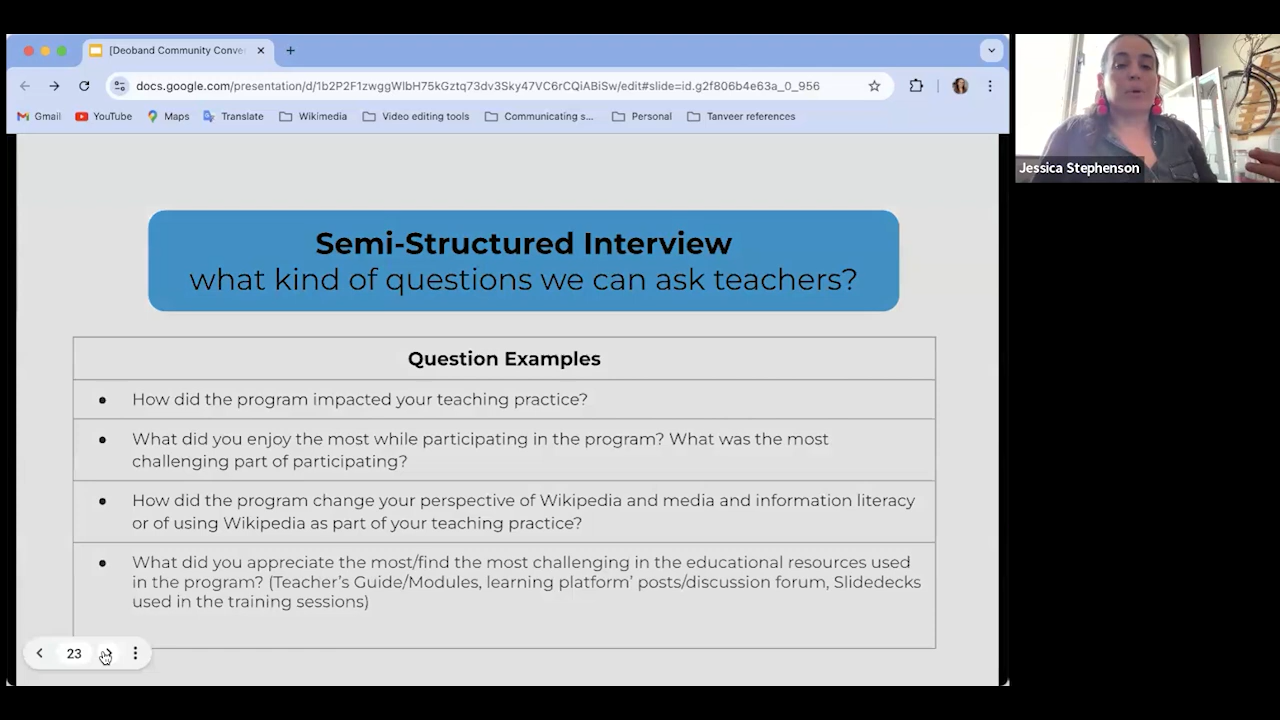 [Deoband Community Conve
docs.google.com/presentation/d/1b2P2F1zwggWlbH75kGztq73dv3Sky47VC6rCQiABiSw/edit#slide=id.g2f806b4e63a_0_956
Gmail YouTube Maps Translate Wikimedia Video editing tools Communicating s... Personal Tanveer references
Jessica Stephenson
Semi-Structured Interview
what kind of questions we can ask teachers?
Question Examples
• How did the program impacted your teaching practice?
• What did you enjoy the most while participating in the program? What was the most
challenging part of participating?
• How did the program change your perspective of Wikipedia and media and information literacy
or of using Wikipedia as part of your teaching practice?
• What did you appreciate the most/find the most challenging in the educational resources used
in the program? (Teacher's Guide/Modules, learning platform' posts/discussion forum, Slidedecks
used in the training sessions)
23